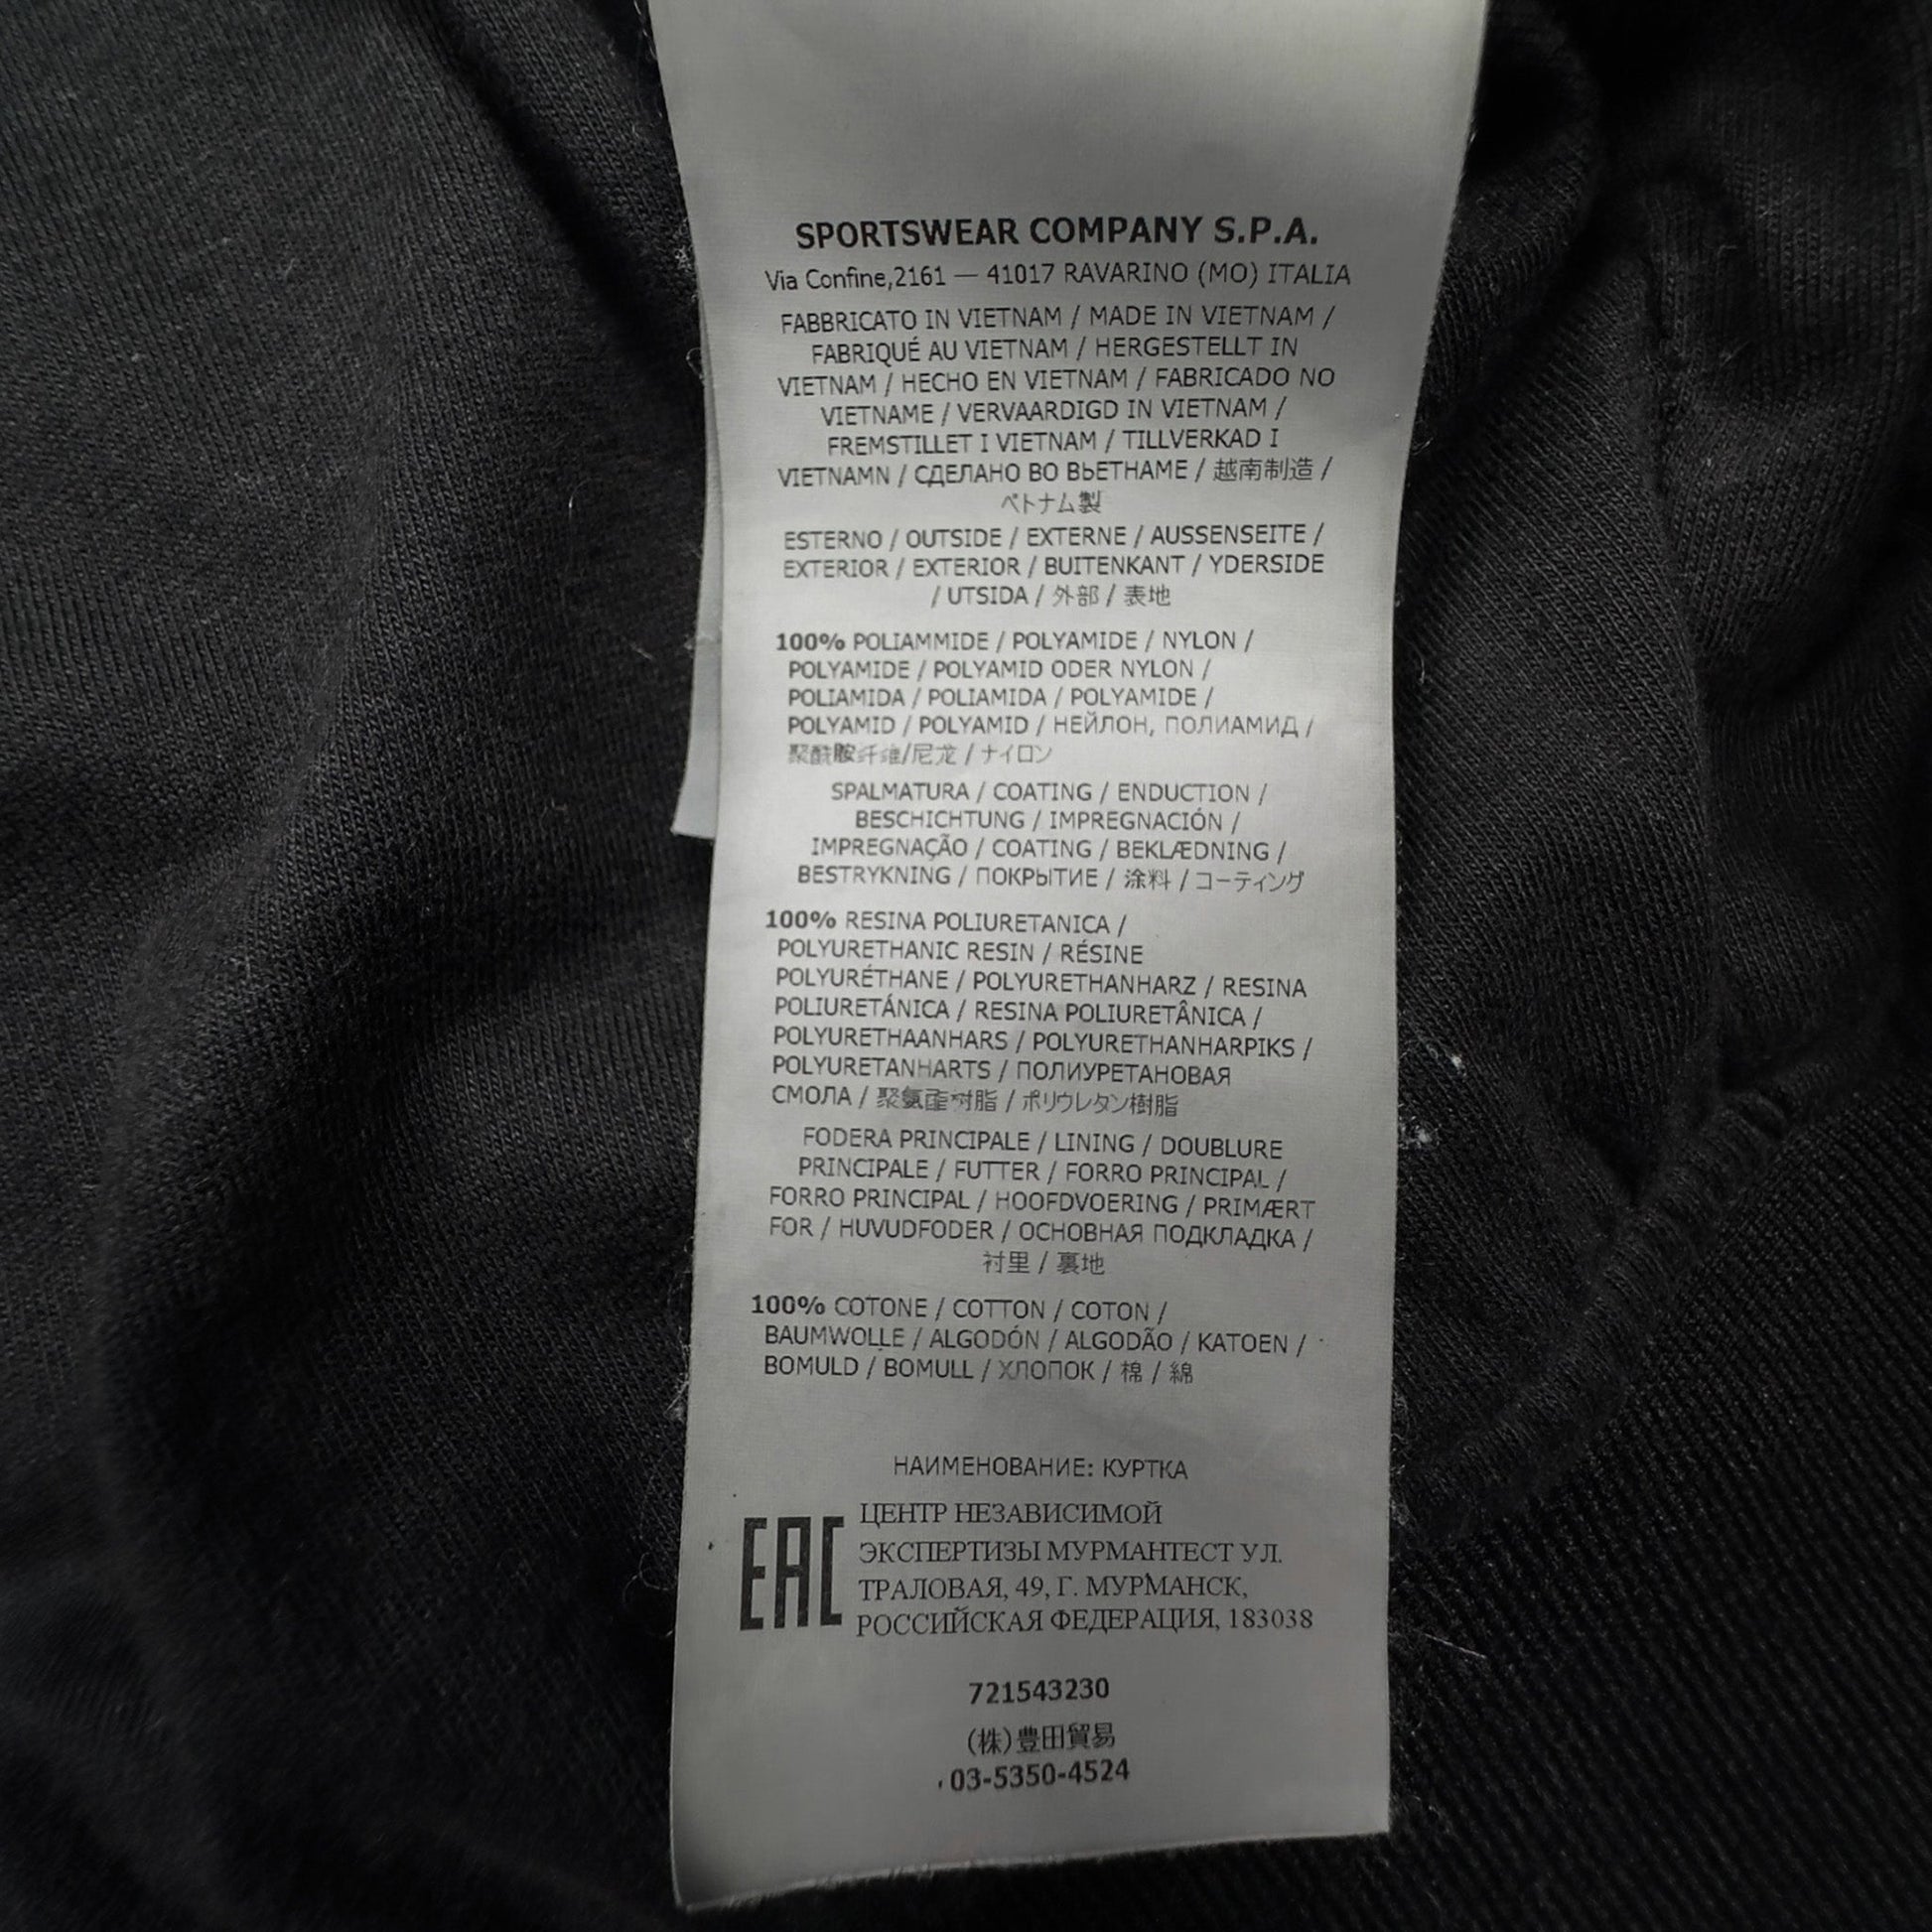 SPORTSWEAR COMPANY S.P.A.
Via Confine,2161 — 41017 RAVARINO (MO) ITALIA
FABBRICATO IN VIETNAM / MADE IN VIETNAM /
FABRIQUÉ AU VIETNAM / HERGESTELLT IN
VIETNAM / HECHO EN VIETNAM / FABRICADO NO
VIETNAME / VERVAARDIGD IN VIETNAM /
FREMSTILLET I VIETNAM / TILLVERKAD I
VIETNAMN / СДЕЛАНО ВО ВЬЕТНАМЕ / 越南制造 /
ベトナム製
ESTERNO / OUTSIDE / EXTERNE / AUSSENSEITE /
EXTERIOR / EXTERIOR / BUITENKANT / YDERSIDE
/ UTSIDA / 外部 / 表地
100% POLIAMMIDE / POLYAMIDE / NYLON /
POLYAMIDE / POLYAMID ODER NYLON /
POLIAMIDA / POLIAMIDA / POLYAMIDE /
POLYAMID / POLYAMID / НЕЙЛОН, ПОЛИАМИД /
聚酰胺纤维/尼龙 / ナイロン
SPALMATURA / COATING / ENDUCTION /
BESCHICHTUNG / IMPREGNACIÓN /
IMPREGNAÇÃO / COATING / BEKLÆDNING /
BESTRYKNING / ПОКРЫТИЕ / 涂料 / コーティング
100% RESINA POLIURETANICA /
POLYURETHANIC RESIN / RÉSINE
POLYURÉTHANE / POLYURETHANHARZ / RESINA
POLIURETÁNICA / RESINA POLIURETÂNICA /
POLYURETHAANHARS / POLYURETHANHARPIKS /
POLYURETANHARTS / ПОЛИУРЕТАНОВАЯ
СМОЛА / 聚氨酯树脂 / ポリウレタン樹脂
FODERA PRINCIPALE / LINING / DOUBLURE
PRINCIPALE / FUTTER / FORRO PRINCIPAL /
FORRO PRINCIPAL / HOOFDVOERING / PRIMÆRT
FOR / HUVUDFODER / ОСНОВНАЯ ПОДКЛАДКА /
衬里 / 裏地
100% COTONE / COTTON / COTON /
BAUMWOLLE / ALGODÓN / ALGODÃO / KATOEN /
BOMULD / BOMULL / ХЛОПОК / 棉 / 綿
НАИМЕНОВАНИЕ: КУРТКА
EAC
ЦЕНТР НЕЗАВИСИМОЙ
ЭКСПЕРТИЗЫ МУРМАНТЕСТ УЛ.
ТРАЛОВАЯ, 49, Г. МУРМАНСК,
РОССИЙСКАЯ ФЕДЕРАЦИЯ, 183038
721543230
(株)豊田貿易
03-5350-4524